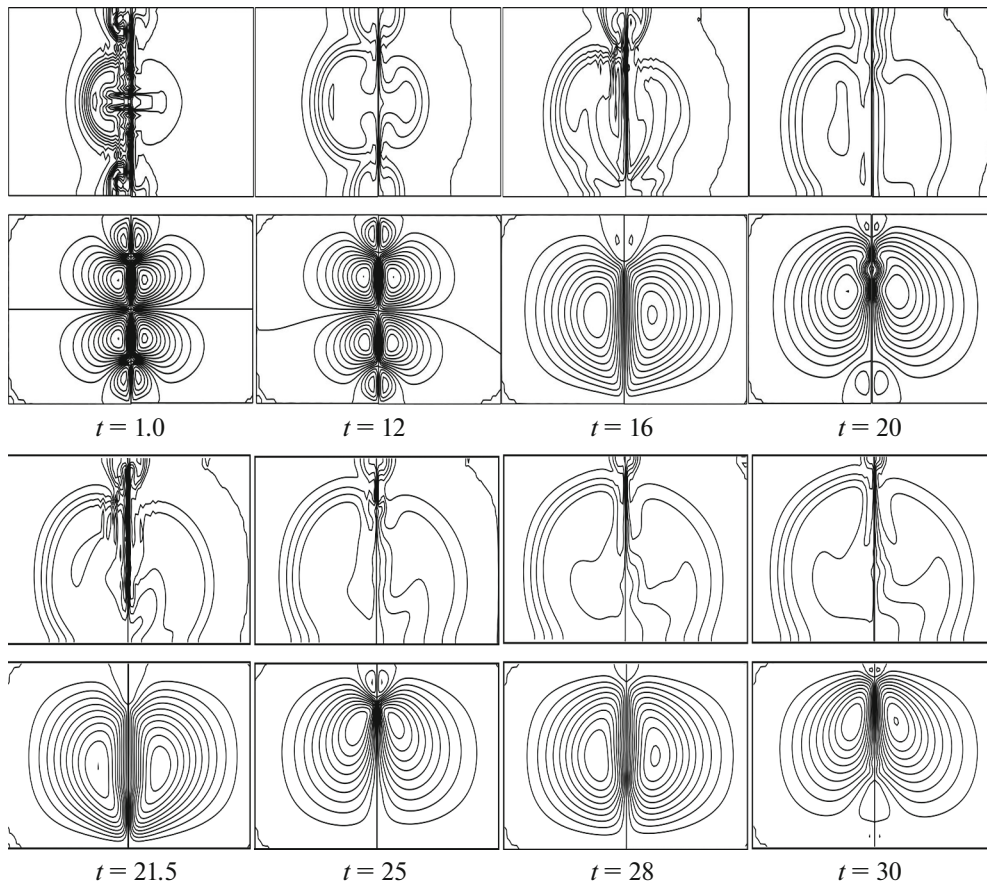 t = 1.0
t = 12
t = 16
t = 20
t = 21.5
t = 25
t = 28
t = 30